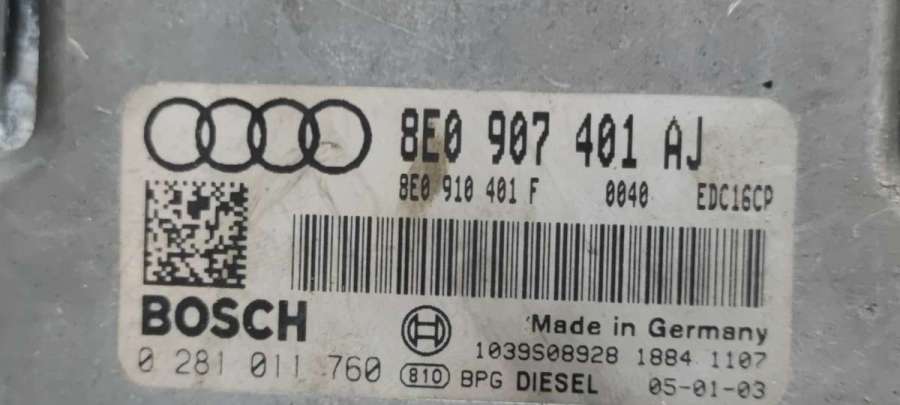 8E0 907 401 AJ
8E0 910 401 F 0040 EDC16CP
BOSCH
Made in Germany
0 281 011 760
1039S08928 1884 1107
810 BPG DIESEL 05-01-03